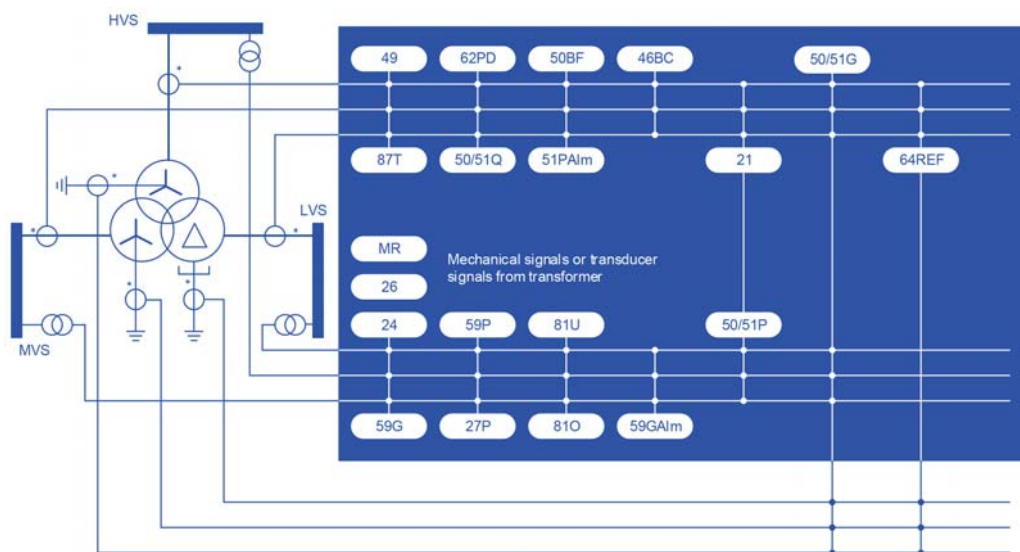 HVS
49
62PD
50BF
46BC
50/51G
87T
50/51Q
51PAlm
21
64REF
LVS
MR
Mechanical signals or transducer
signals from transformer
26
24
59P
81U
50/51P
MVS
59G
27P
81O
59GAlm
*
*
*
*
*
*